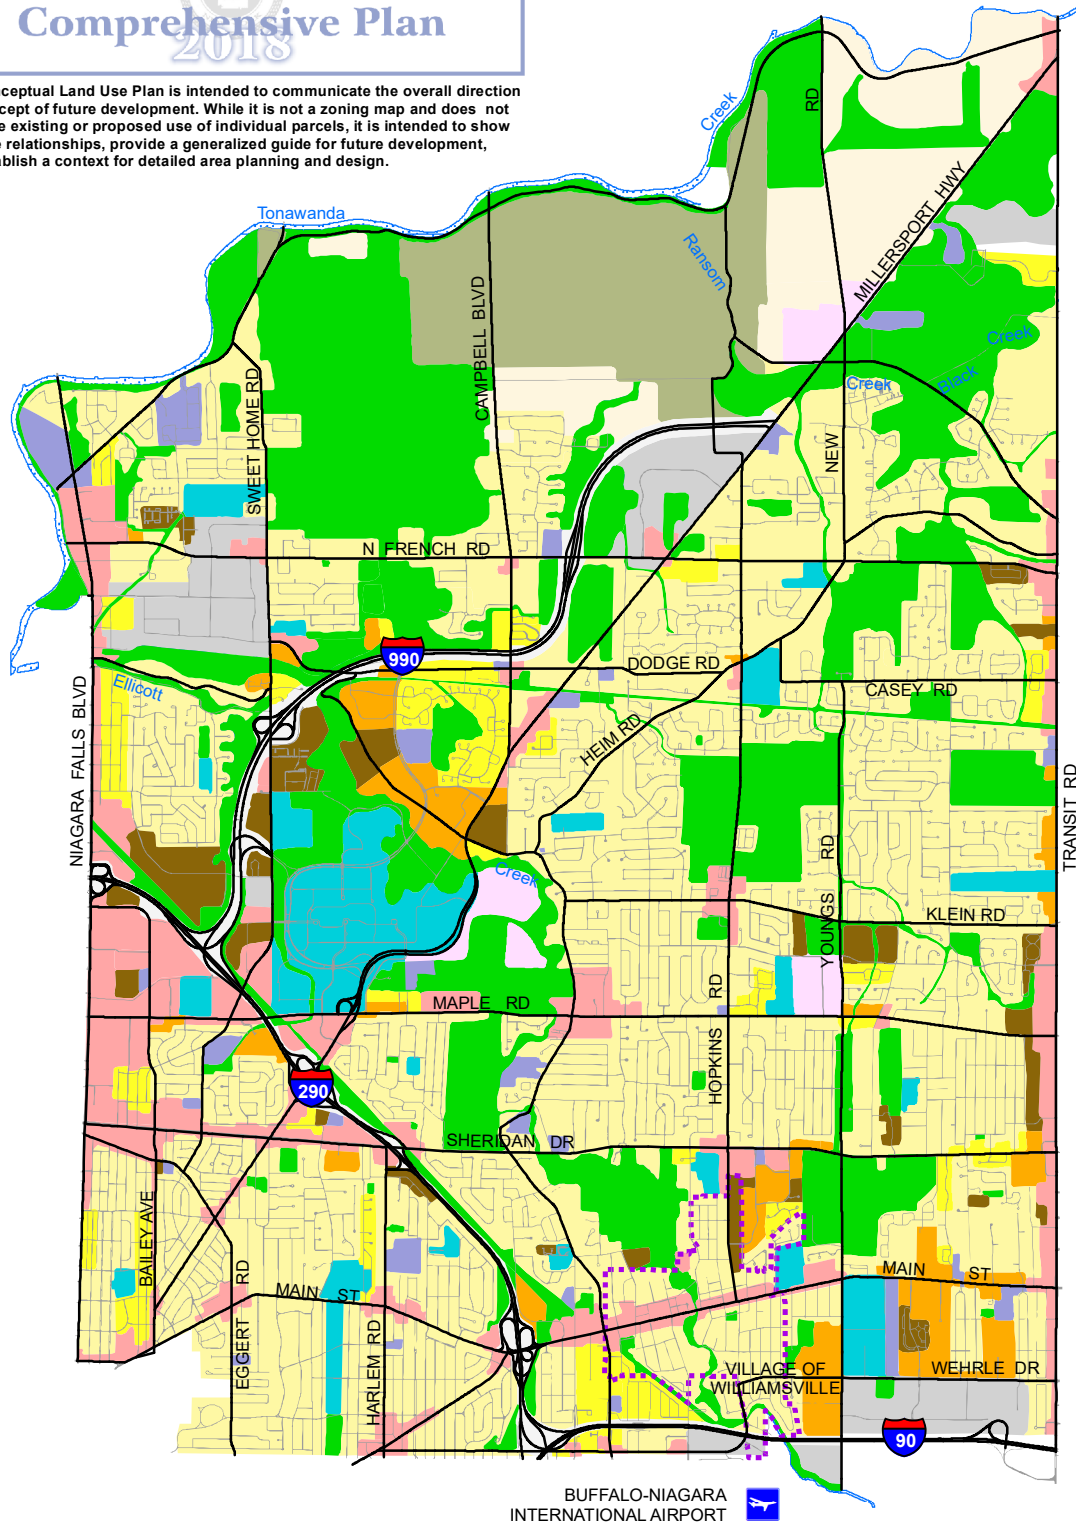 Comprehensive Plan
2018
nceptual Land Use Plan is intended to communicate the overall direction
cept of future development. While it is not a zoning map and does not
e existing or proposed use of individual parcels, it is intended to show
e relationships, provide a generalized guide for future development,
ablish a context for detailed area planning and design.
Creek
RD
Tonawanda
Ransom
MILLERSPORT HWY
CAMPBELL BLVD
Creek
Creek
Black
SWEET HOME RD
NEW
N FRENCH RD
990
DODGE RD
Ellicott
CASEY RD
HEIM RD
NIAGARA FALLS BLVD
TRANSIT RD
Creek
YOUNGS RD
KLEIN RD
MAPLE RD
HOPKINS RD
290
SHERIDAN DR
BAILEY AVE
MAIN ST
EGGERT RD
MAIN ST
HARLEM RD
VILLAGE OF
WILLIAMSVILLE
WEHRLE DR
90
BUFFALO-NIAGARA
INTERNATIONAL AIRPORT